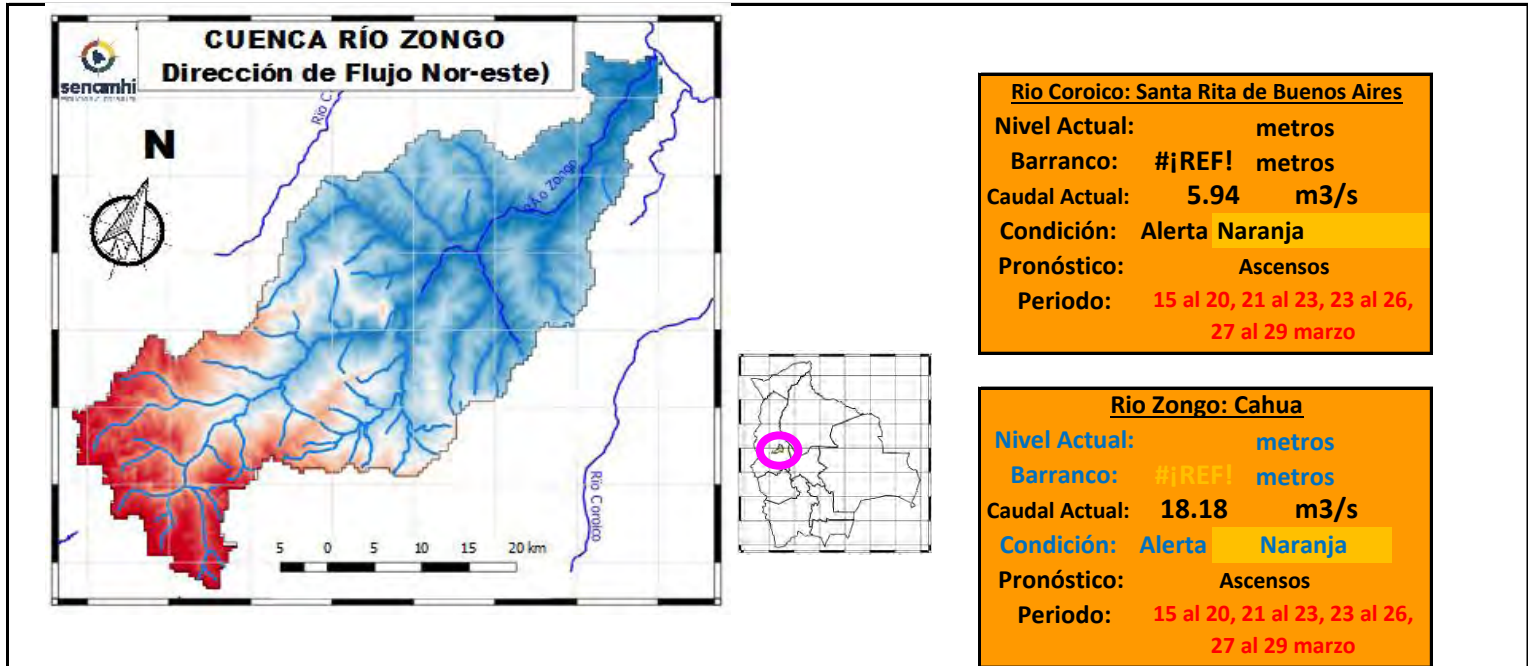 CUENCA RÍO ZONGO
Dirección de Flujo Nor-este)
sencamhi
N
Río C
Río Zongo
Río Coroico
5 0 5 10 15 20 km
Rio Coroico: Santa Rita de Buenos Aires
Nivel Actual: metros
Barranco: #¡REF! metros
Caudal Actual: 5.94 m3/s
Condición: Alerta Naranja
Pronóstico: Ascensos
Periodo: 15 al 20, 21 al 23, 23 al 26,
27 al 29 marzo
Rio Zongo: Cahua
Nivel Actual: metros
Barranco: #¡REF! metros
Caudal Actual: 18.18 m3/s
Condición: Alerta Naranja
Pronóstico: Ascensos
Periodo: 15 al 20, 21 al 23, 23 al 26,
27 al 29 marzo